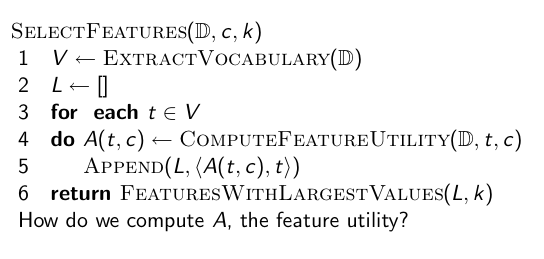 SELECTFEATURES(𝔻, c, k)
1 V ← EXTRACTVOCABULARY(𝔻)
2 L ← []
3 for each t ∈ V
4 do A(t, c) ← COMPUTEFEATUREUTILITY(𝔻, t, c)
5 APPEND(L, ⟨A(t, c), t⟩)
6 return FEATURESWITHLARGESTVALUES(L, k)
How do we compute A, the feature utility?